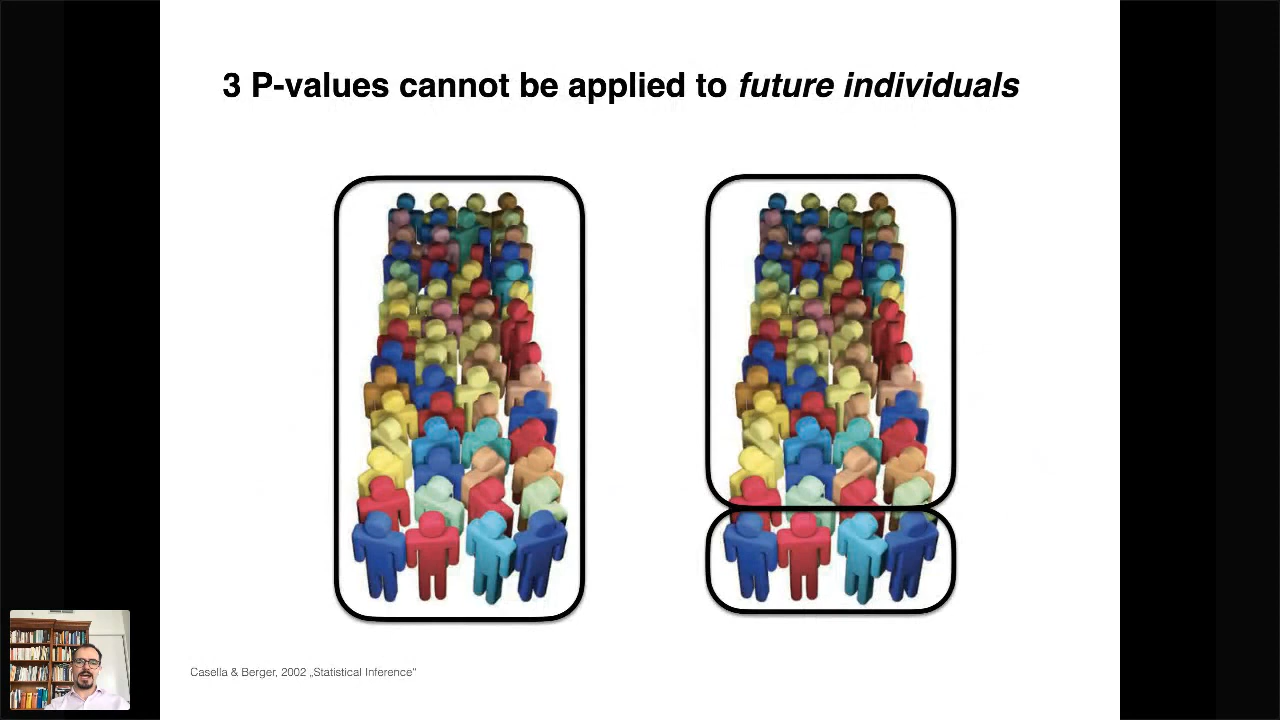 3 P-values cannot be applied to future individuals
Casella & Berger, 2002 „Statistical Inference“